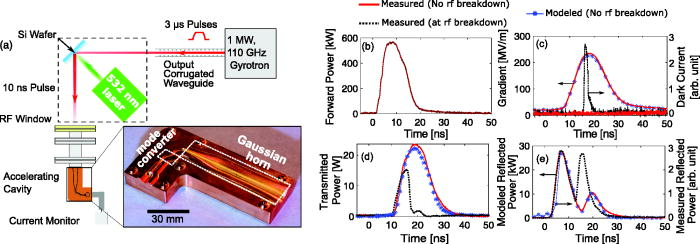 Measured (No rf breakdown)
Modeled (No rf breakdown)
Measured (at rf breakdown)
(a)
Si Wafer
3 µs Pulses
1 MW,
110 GHz
Gyrotron
Output
Corrugated
Waveguide
10 ns Pulse
532 nm
laser
RF Window
Accelerating
Cavity
Current Monitor
mode
converter
Gaussian
horn
30 mm
(b)
Forward Power [kW]
600
400
200
0
0 10 20 30 40 50
Time [ns]
(c)
Gradient [MV/m]
300
200
100
0
3
2
1
0
Dark Current
[arb. unit]
0 10 20 30 40 50
Time [ns]
(d)
Transmitted
Power [W]
30
20
10
0
0 10 20 30 40 50
Time [ns]
(e)
Modeled Reflected
Power [kW]
30
20
10
0
3
2
1
0
Measured Reflected
Power [arb. unit]
0 10 20 30 40 50
Time [ns]